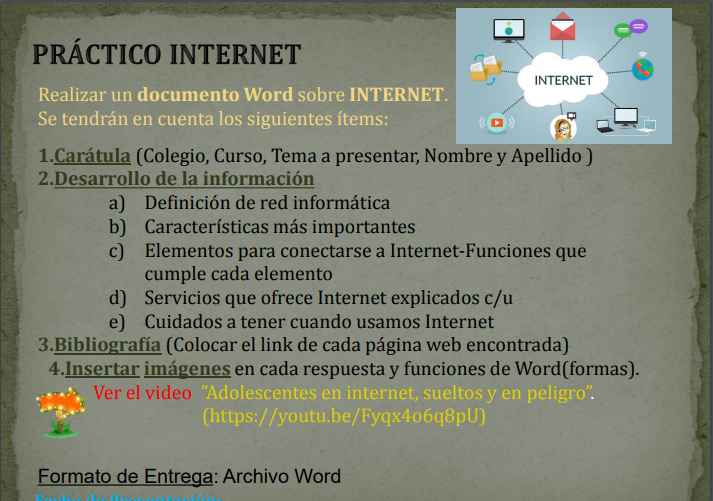 PRÁCTICO INTERNET
INTERNET
Realizar un documento Word sobre INTERNET.
Se tendrán en cuenta los siguientes ítems:
1.Carátula (Colegio, Curso, Tema a presentar, Nombre y Apellido )
2.Desarrollo de la información
a) Definición de red informática
b) Características más importantes
c) Elementos para conectarse a Internet-Funciones que
cumple cada elemento
d) Servicios que ofrece Internet explicados c/u
e) Cuidados a tener cuando usamos Internet
3.Bibliografía (Colocar el link de cada página web encontrada)
4.Insertar imágenes en cada respuesta y funciones de Word(formas).
Ver el video "Adolescentes en internet, sueltos y en peligro".
(https://youtu.be/Fyqx4o6q8pU)
Formato de Entrega: Archivo Word
Fecha de Presentación: